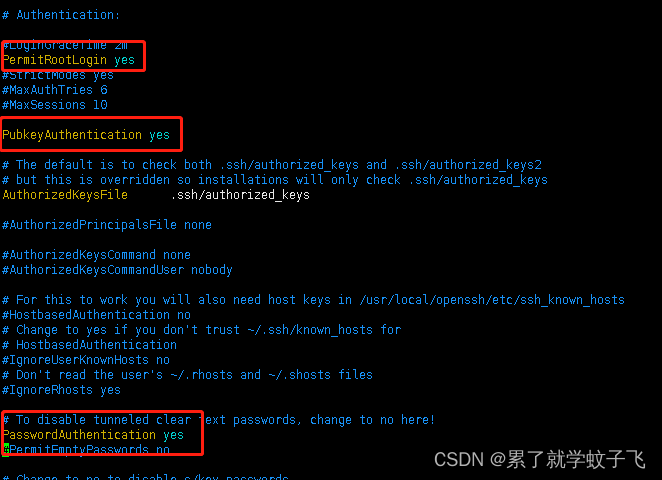 # Authentication:
#LoginGraceTime 2m
PermitRootLogin yes
#StrictModes yes
#MaxAuthTries 6
#MaxSessions 10
PubkeyAuthentication yes
# The default is to check both .ssh/authorized_keys and .ssh/authorized_keys2
# but this is overridden so installations will only check .ssh/authorized_keys
AuthorizedKeysFile .ssh/authorized_keys
#AuthorizedPrincipalsFile none
#AuthorizedKeysCommand none
#AuthorizedKeysCommandUser nobody
# For this to work you will also need host keys in /usr/local/openssh/etc/ssh_known_hosts
#HostbasedAuthentication no
# Change to yes if you don't trust ~/.ssh/known_hosts for
# HostbasedAuthentication
#IgnoreUserKnownHosts no
# Don't read the user's ~/.rhosts and ~/.shosts files
#IgnoreRhosts yes
# To disable tunneled clear text passwords, change to no here!
PasswordAuthentication yes
#PermitEmptyPasswords no
# Change to no to disable s/key passwords
CSDN @累了就学蚊子飞